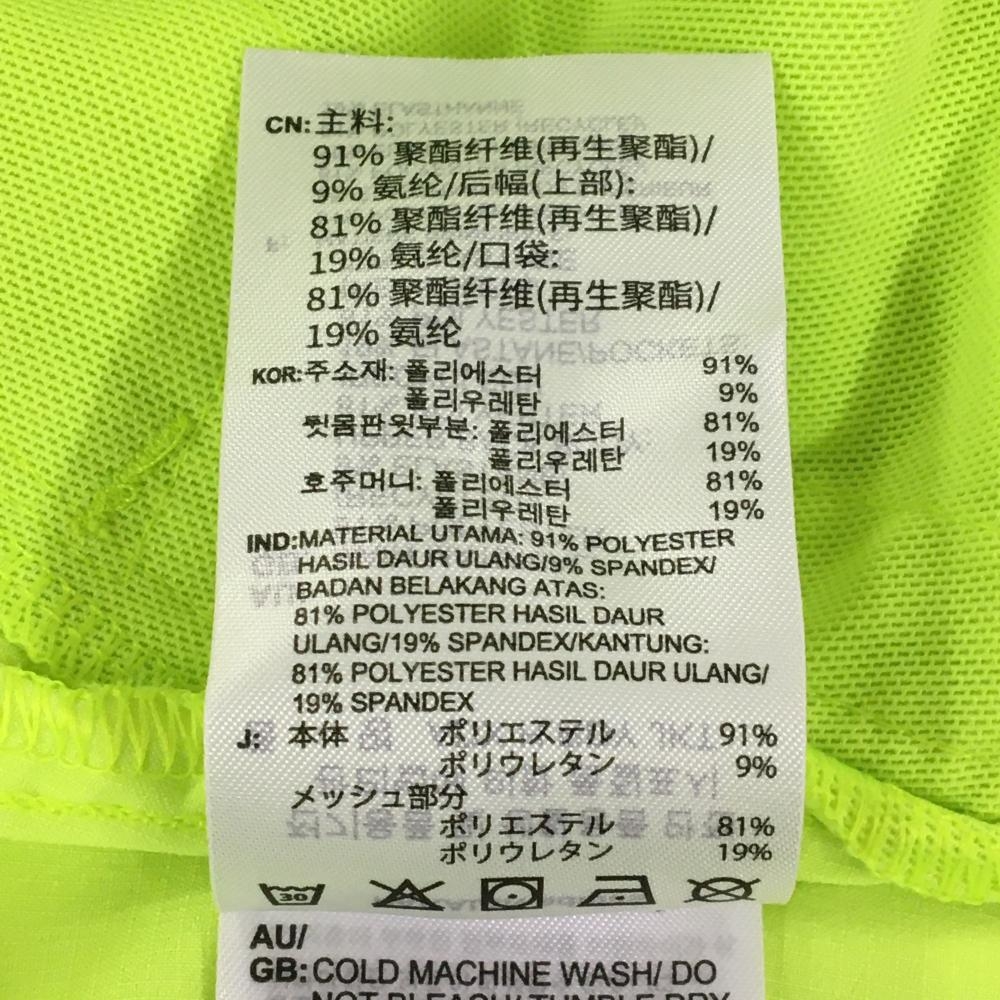 CN:主料:
91% 聚酯纤维(再生聚酯)/
9% 氨纶/后幅(上部):
81% 聚酯纤维(再生聚酯)/
19% 氨纶/口袋:
81% 聚酯纤维(再生聚酯)/
19% 氨纶
KOR:주소재: 폴리에스터 91%
폴리우레탄 9%
뒷몸판윗부분: 폴리에스터 81%
폴리우레탄 19%
호주머니: 폴리에스터 81%
폴리우레탄 19%
IND:MATERIAL UTAMA: 91% POLYESTER
HASIL DAUR ULANG/9% SPANDEX/
BADAN BELAKANG ATAS:
81% POLYESTER HASIL DAUR
ULANG/19% SPANDEX/KANTUNG:
81% POLYESTER HASIL DAUR ULANG/
19% SPANDEX
J: 本体 ポリエステル 91%
ポリウレタン 9%
メッシュ部分
ポリエステル 81%
ポリウレタン 19%
30
AU/
GB:COLD MACHINE WASH/ DO
NOT BLEACH/ TUMBLE DRY